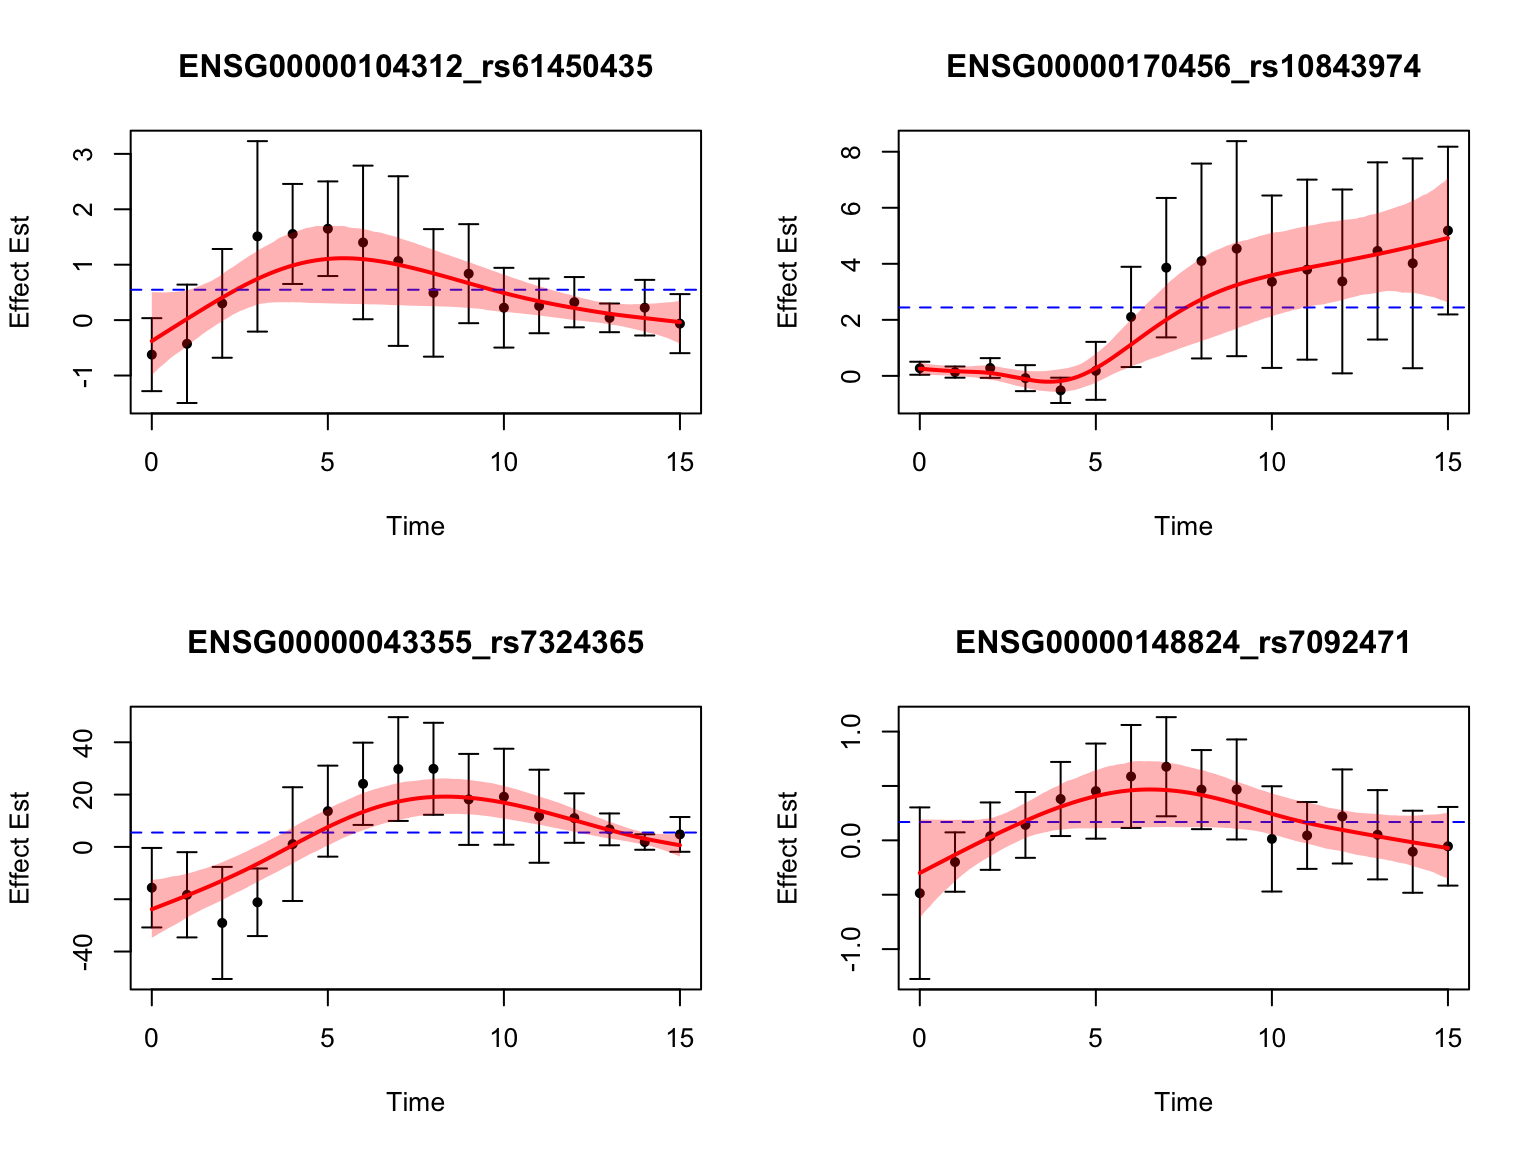 ENSG00000104312_rs61450435
Effect Est
3
2
1
0
-1
0 5 10 15
Time
ENSG00000170456_rs10843974
Effect Est
8
6
4
2
0
0 5 10 15
Time
ENSG00000043355_rs7324365
Effect Est
40
20
0
-40
0 5 10 15
Time
ENSG00000148824_rs7092471
Effect Est
1.0
0.0
-1.0
0 5 10 15
Time